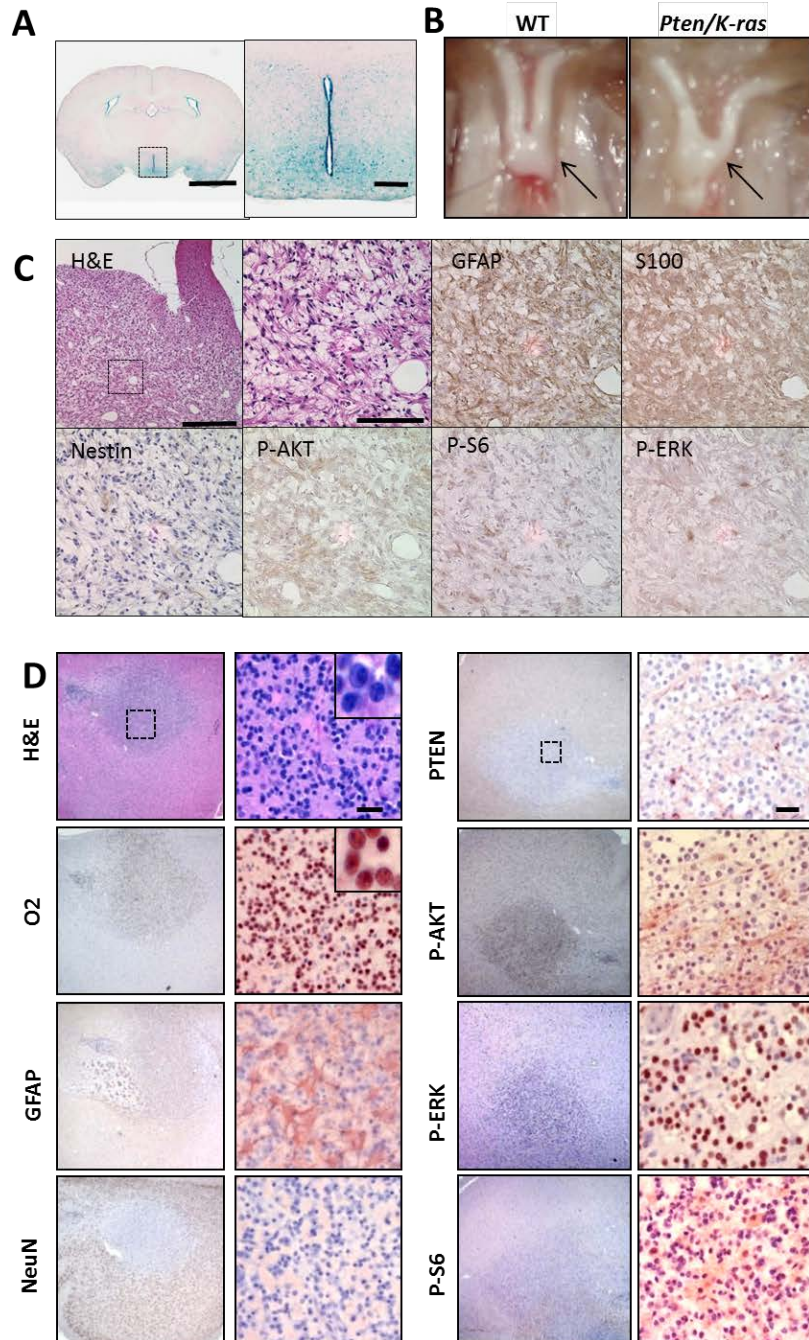 A
B
WT
Pten/K-ras
C
H&E
GFAP
S100
Nestin
P-AKT
P-S6
P-ERK
D
H&E
PTEN
O2
P-AKT
GFAP
P-ERK
NeuN
P-S6